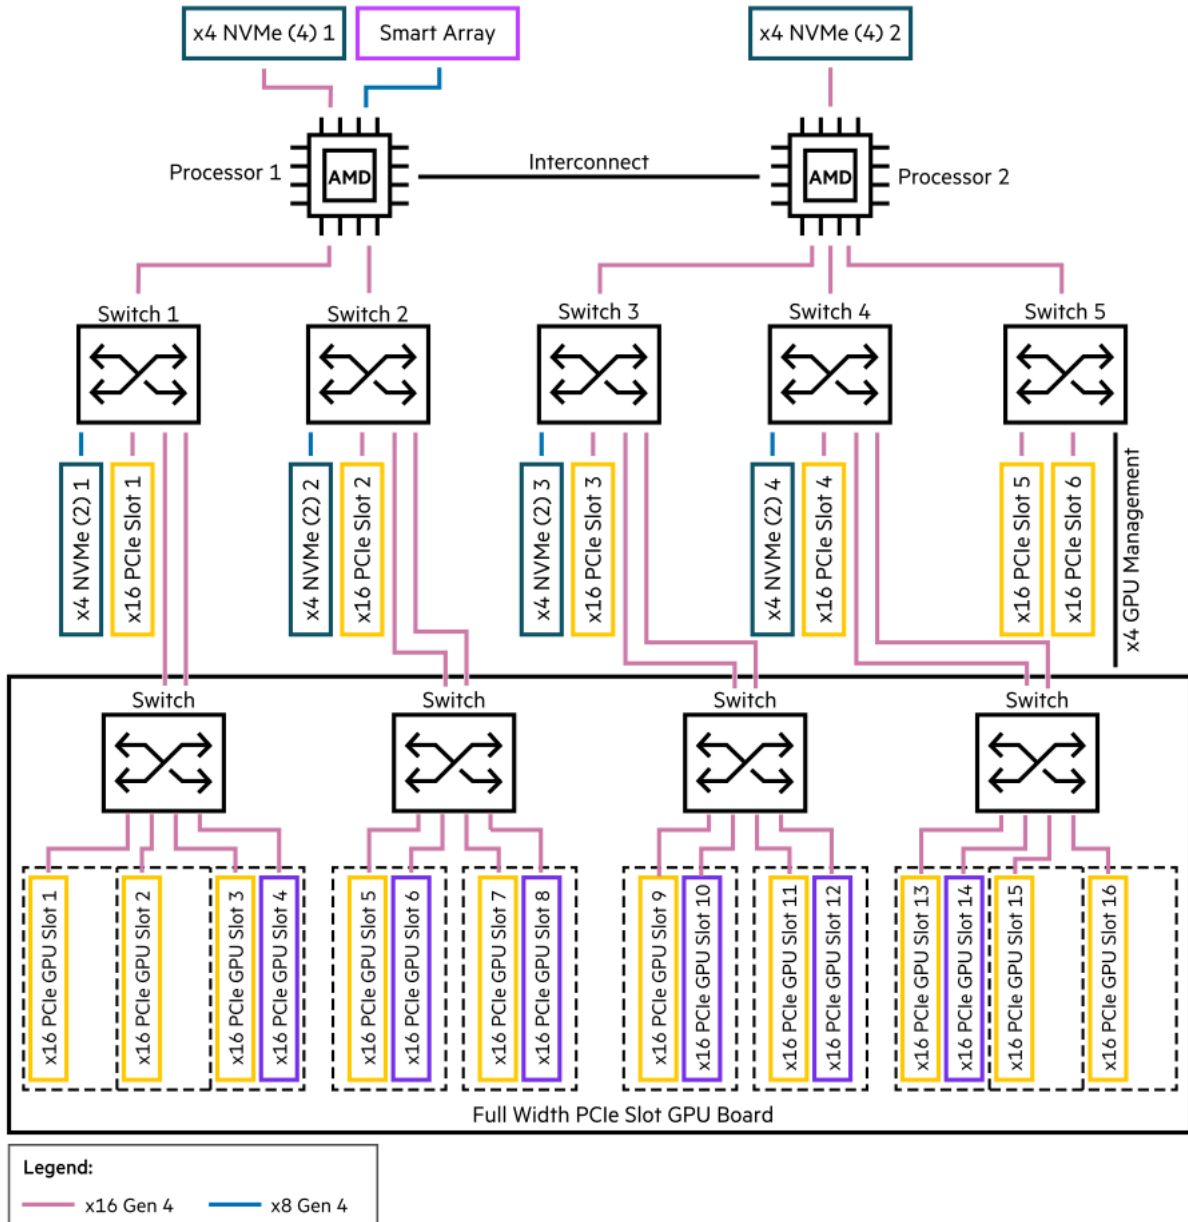 x4 NVMe (4) 1
Smart Array
x4 NVMe (4) 2
Processor 1
AMD
Interconnect
AMD
Processor 2
Switch 1
Switch 2
Switch 3
Switch 4
Switch 5
x4 NVMe (2) 1
x16 PCIe Slot 1
x4 NVMe (2) 2
x16 PCIe Slot 2
x4 NVMe (2) 3
x16 PCIe Slot 3
x4 NVMe (2) 4
x16 PCIe Slot 4
x16 PCIe Slot 5
x16 PCIe Slot 6
x4 GPU Management
Switch
Switch
Switch
Switch
x16 PCIe GPU Slot 1
x16 PCIe GPU Slot 2
x16 PCIe GPU Slot 3
x16 PCIe GPU Slot 4
x16 PCIe GPU Slot 5
x16 PCIe GPU Slot 6
x16 PCIe GPU Slot 7
x16 PCIe GPU Slot 8
x16 PCIe GPU Slot 9
x16 PCIe GPU Slot 10
x16 PCIe GPU Slot 11
x16 PCIe GPU Slot 12
x16 PCIe GPU Slot 13
x16 PCIe GPU Slot 14
x16 PCIe GPU Slot 15
x16 PCIe GPU Slot 16
Full Width PCIe Slot GPU Board
Legend:
x16 Gen 4
x8 Gen 4